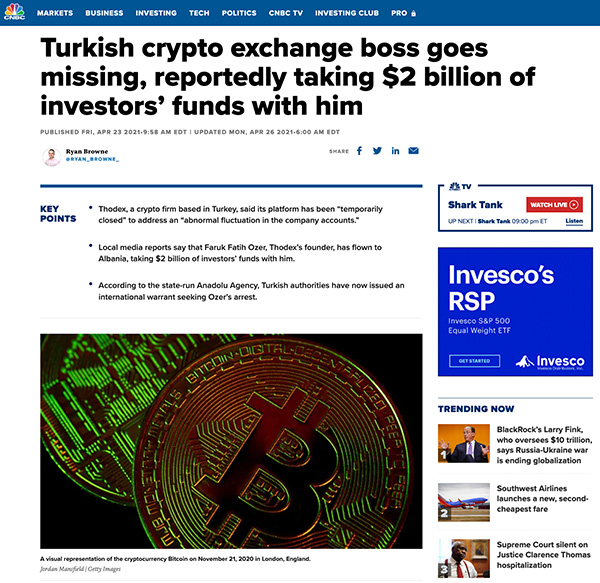 CNBC
MARKETS BUSINESS INVESTING TECH POLITICS CNBC TV INVESTING CLUB PRO
Turkish crypto exchange boss goes
missing, reportedly taking $2 billion of
investors’ funds with him
PUBLISHED FRI, APR 23 2021•9:58 AM EDT | UPDATED MON, APR 26 2021•6:00 AM EDT
Ryan Browne
@RYAN_BROWNE_
SHARE
KEY
POINTS
• Thodex, a crypto firm based in Turkey, said its platform has been “temporarily
closed” to address an “abnormal fluctuation in the company accounts.”
• Local media reports say that Faruk Fatih Ozer, Thodex’s founder, has flown to
Albania, taking $2 billion of investors’ funds with him.
• According to the state-run Anadolu Agency, Turkish authorities have now issued an
international warrant seeking Ozer’s arrest.
BITCOIN•DIGITAL•DECENTRALIZED
A visual representation of the cryptocurrency Bitcoin on November 21, 2020 in London, England.
Jordan Mansfield | Getty Images
TV
Shark Tank
WATCH LIVE
UP NEXT | Shark Tank 09:00 pm ET
Listen
Invesco’s
RSP
Invesco S&P 500
Equal Weight ETF
GET STARTED
Invesco
Invesco Distributors, Inc.
TRENDING NOW
1
BlackRock’s Larry Fink,
who oversees $10 trillion,
says Russia-Ukraine war
is ending globalization
2
Southwest Airlines
launches a new, second-
cheapest fare
3
Supreme Court silent on
Justice Clarence Thomas
hospitalization